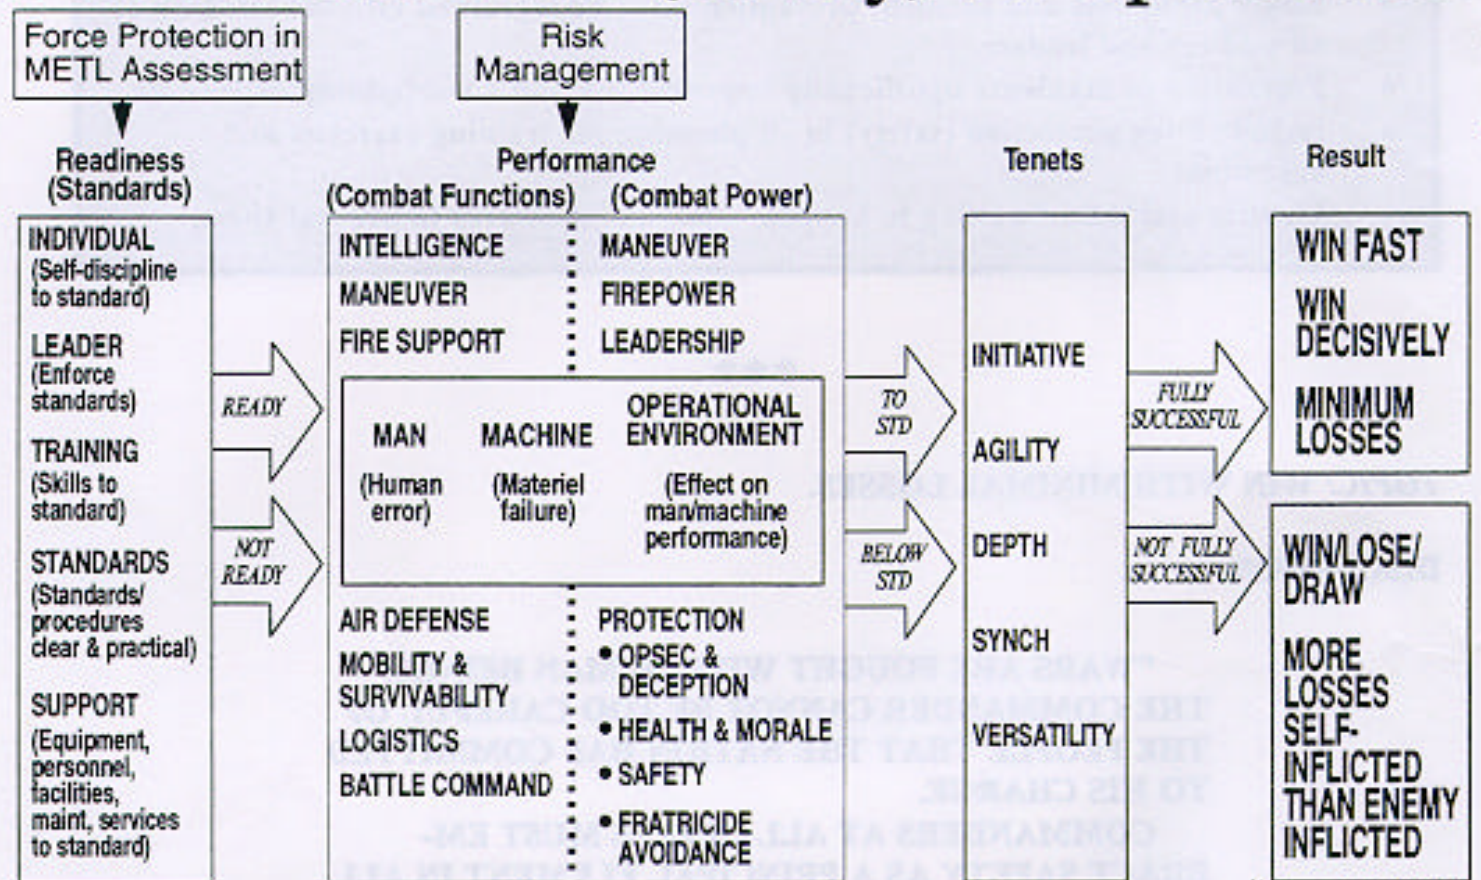 Force Protection in
METL Assessment
Risk
Management
Readiness
(Standards)
Performance
(Combat Functions)
(Combat Power)
Tenets
Result
INDIVIDUAL
(Self-discipline
to standard)
LEADER
(Enforce
standards)
TRAINING
(Skills to
standard)
STANDARDS
(Standards/
procedures
clear & practical)
SUPPORT
(Equipment,
personnel,
facilities,
maint, services
to standard)
READY
NOT
READY
INTELLIGENCE
MANEUVER
FIRE SUPPORT
MANEUVER
FIREPOWER
LEADERSHIP
MAN
(Human
error)
MACHINE
(Materiel
failure)
OPERATIONAL
ENVIRONMENT
(Effect on
man/machine
performance)
AIR DEFENSE
MOBILITY &
SURVIVABILITY
LOGISTICS
BATTLE COMMAND
PROTECTION
• OPSEC &
DECEPTION
• HEALTH & MORALE
• SAFETY
• FRATRICIDE
AVOIDANCE
TO
STD
BELOW
STD
INITIATIVE
AGILITY
DEPTH
SYNCH
VERSATILITY
FULLY
SUCCESSFUL
NOT FULLY
SUCCESSFUL
WIN FAST
WIN
DECISIVELY
MINIMUM
LOSSES
WIN/LOSE/
DRAW
MORE
LOSSES
SELF-
INFLICTED
THAN ENEMY
INFLICTED